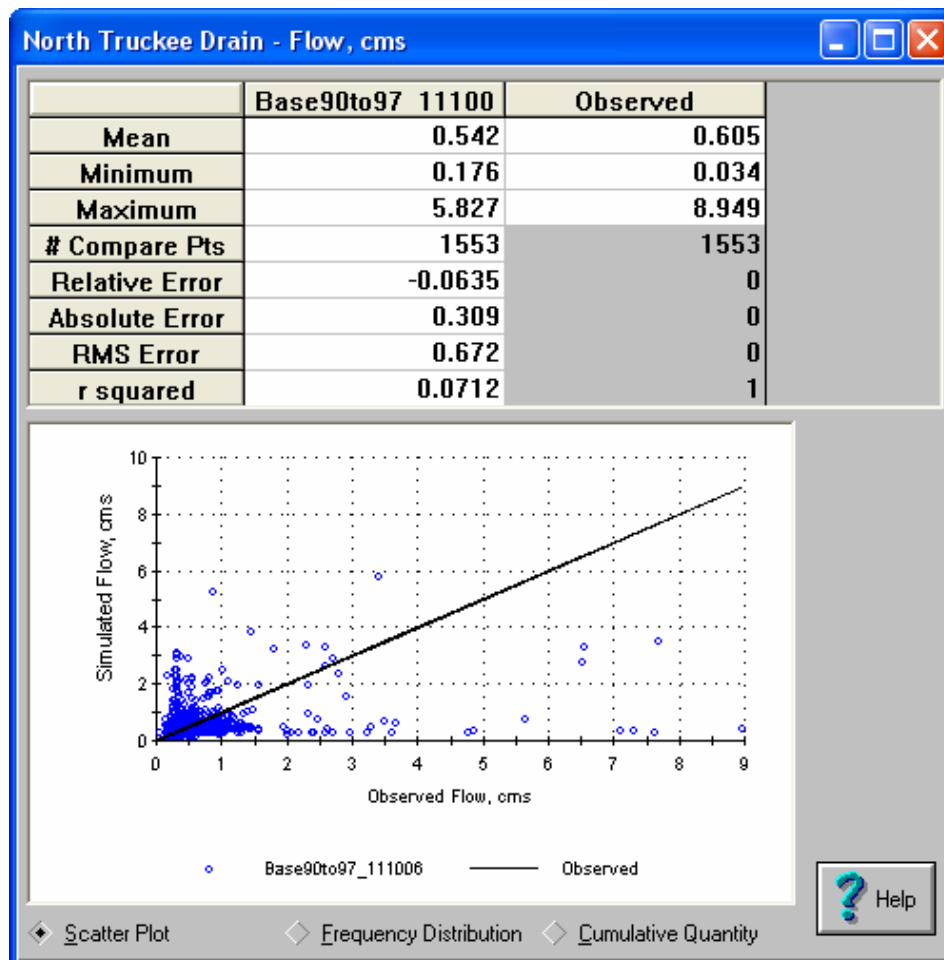 North Truckee Drain - Flow, cms
Base90to97 11100 Observed
Mean 0.542 0.605
Minimum 0.176 0.034
Maximum 5.827 8.949
# Compare Pts 1553 1553
Relative Error -0.0635 0
Absolute Error 0.309 0
RMS Error 0.672 0
r squared 0.0712 1
Simulated Flow, cms
10
8
6
4
2
0
0 1 2 3 4 5 6 7 8 9
Observed Flow, cms
Base90to97_111006 Observed
? Help
Scatter Plot Frequency Distribution Cumulative Quantity